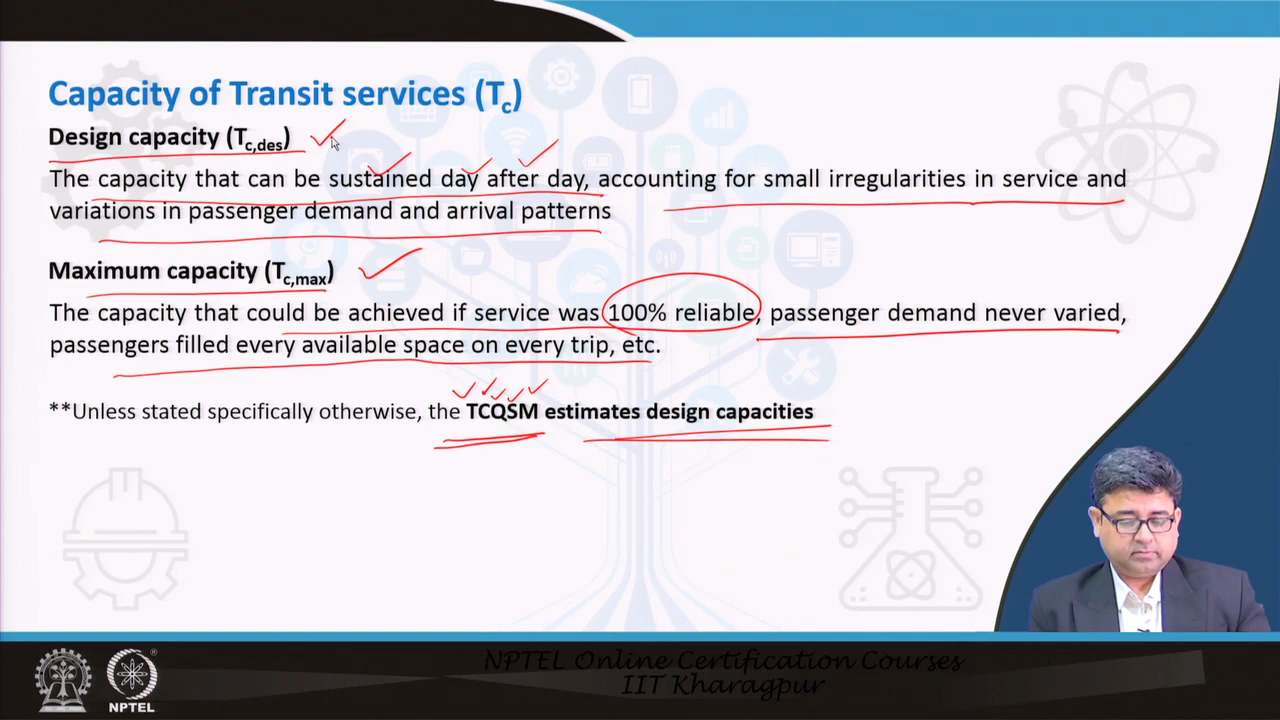 Capacity of Transit services (Tc)
Design capacity (Tc,des)
The capacity that can be sustained day after day, accounting for small irregularities in service and
variations in passenger demand and arrival patterns
Maximum capacity (Tc,max)
The capacity that could be achieved if service was 100% reliable, passenger demand never varied,
passengers filled every available space on every trip, etc.
**Unless stated specifically otherwise, the TCQSM estimates design capacities
NPTEL Online Certification Courses
IIT Kharagpur
NPTEL